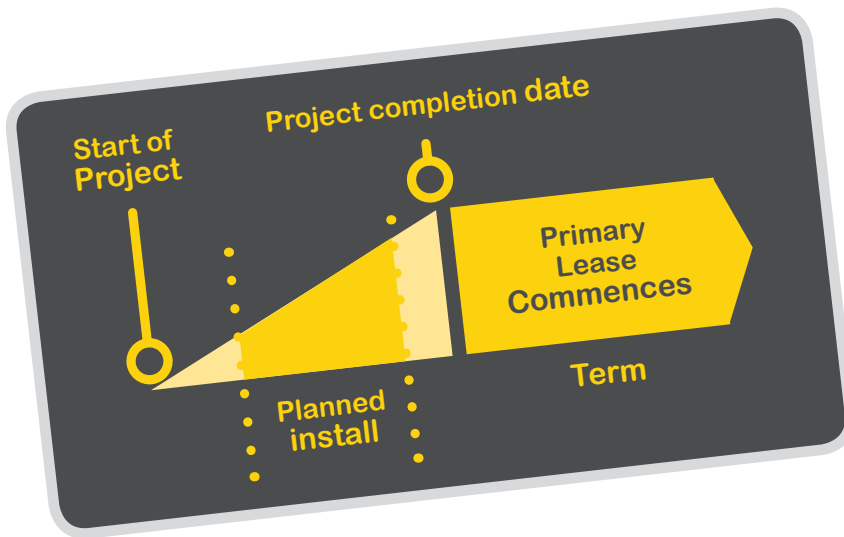 Start of
Project
Project completion date
Primary
Lease
Commences
Planned
install
Term